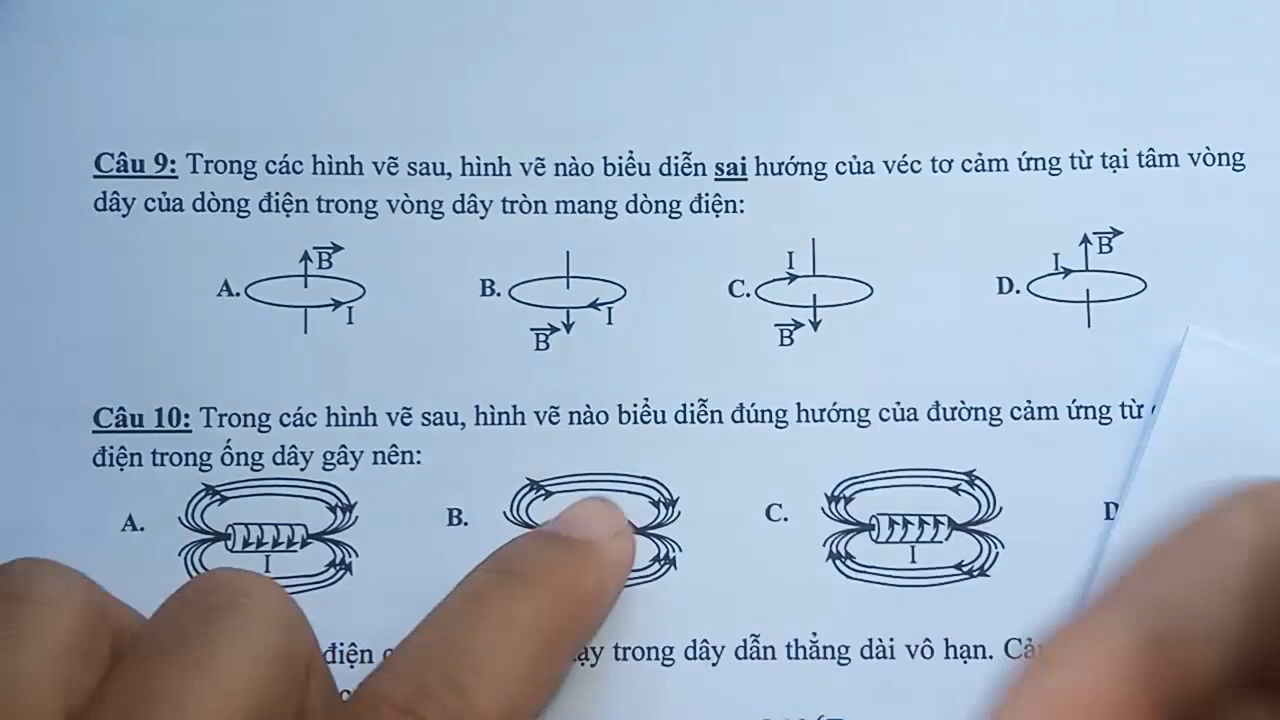 Câu 9: Trong các hình vẽ sau, hình vẽ nào biểu diễn sai hướng của véc tơ cảm ứng từ tại tâm vòng
dây của dòng điện trong vòng dây tròn mang dòng điện:
A. B I
B. B I
C. I B
D. I B
Câu 10: Trong các hình vẽ sau, hình vẽ nào biểu diễn đúng hướng của đường cảm ứng từ
điện trong ống dây gây nên:
A. I
B.
C. I
điện trong dây dẫn thẳng dài vô hạn.